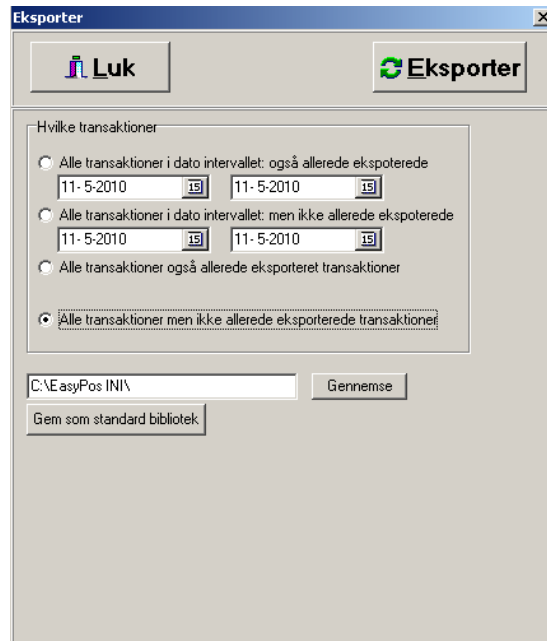 Eksporter
Luk
Eksporter
Hvilke transaktioner
Alle transaktioner i dato intervallet: også allerede ekspoterede
11- 5-2010 15 11- 5-2010 15
Alle transaktioner i dato intervallet: men ikke allerede ekspoterede
11- 5-2010 15 11- 5-2010 15
Alle transaktioner også allerede eksporteret transaktioner
Alle transaktioner men ikke allerede eksporterede transaktioner
C:\EasyPos INI\ Gennemse
Gem som standard bibliotek